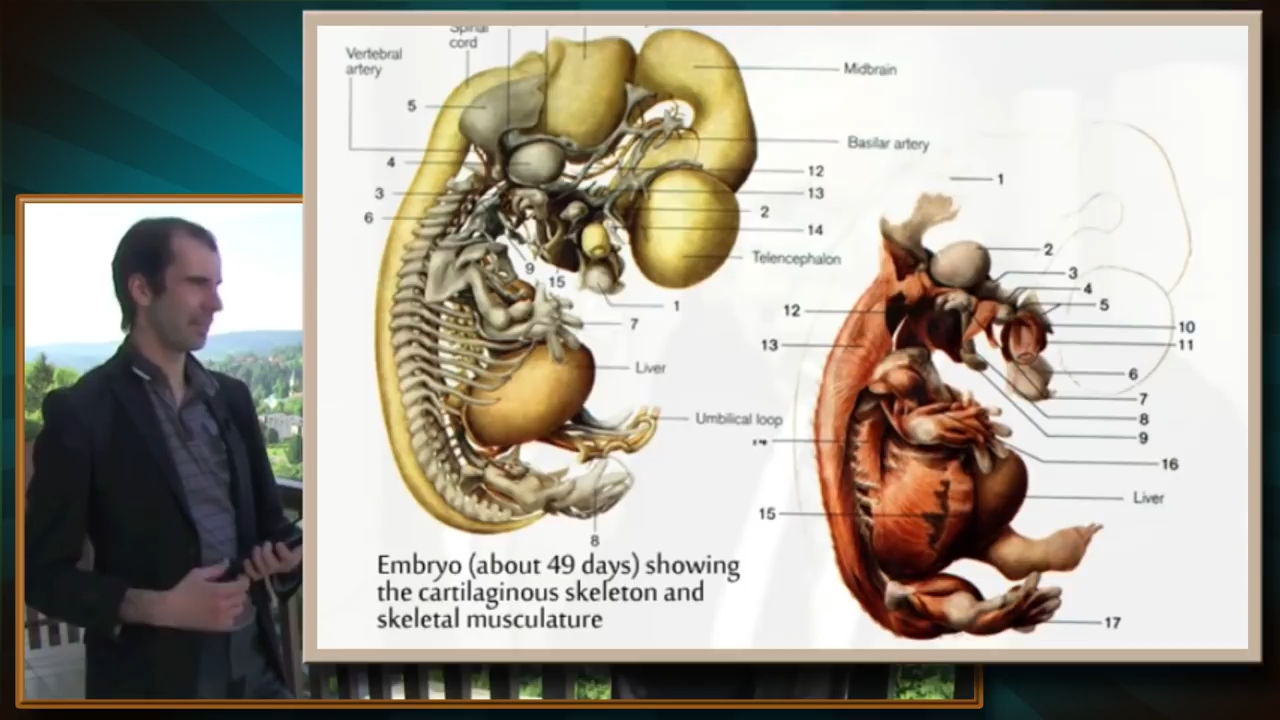 Spinal
cord
Vertebral
artery
5
4
3
6
Midbrain
Basilar artery
12
13
2
14
Telencephalon
9
15
1
7
Liver
Umbilical loop
8
1
2
3
4
5
10
11
6
7
8
9
16
Liver
17
12
13
14
15
Embryo (about 49 days) showing
the cartilaginous skeleton and
skeletal musculature